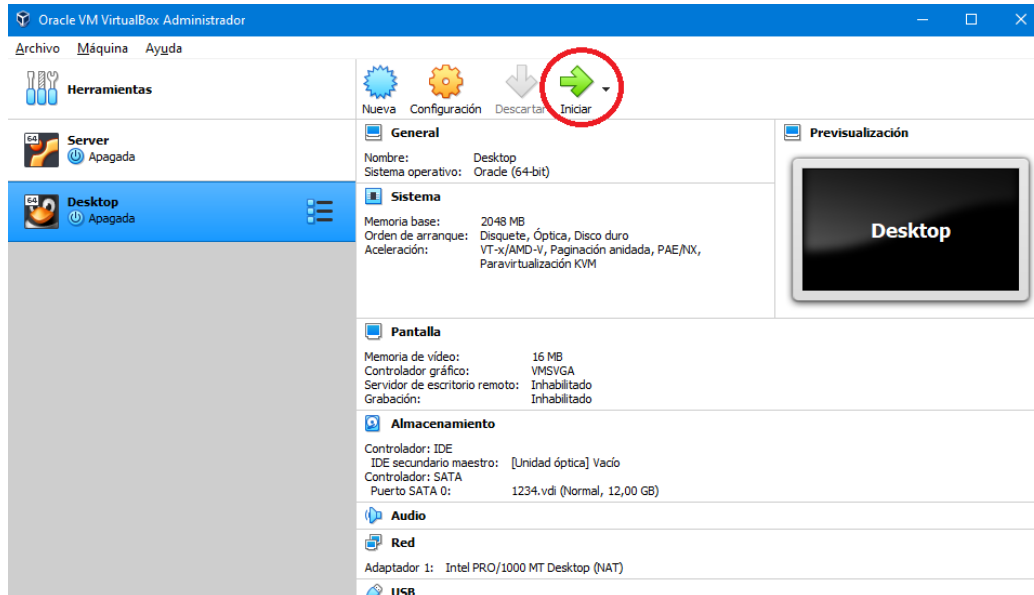 Oracle VM VirtualBox Administrador
Archivo Máquina Ayuda
Herramientas
64
Server
Apagada
64
Desktop
Apagada
Nueva Configuración Descartar Iniciar
General
Nombre: Desktop
Sistema operativo: Oracle (64-bit)
Previsualización
Desktop
Sistema
Memoria base: 2048 MB
Orden de arranque: Disquete, Óptica, Disco duro
Aceleración: VT-x/AMD-V, Paginación anidada, PAE/NX,
Paravirtualización KVM
Pantalla
Memoria de vídeo: 16 MB
Controlador gráfico: VMSVGA
Servidor de escritorio remoto: Inhabilitado
Grabación: Inhabilitado
Almacenamiento
Controlador: IDE
IDE secundario maestro: [Unidad óptica] Vacío
Controlador: SATA
Puerto SATA 0: 1234.vdi (Normal, 12,00 GB)
Audio
Red
Adaptador 1: Intel PRO/1000 MT Desktop (NAT)
USB